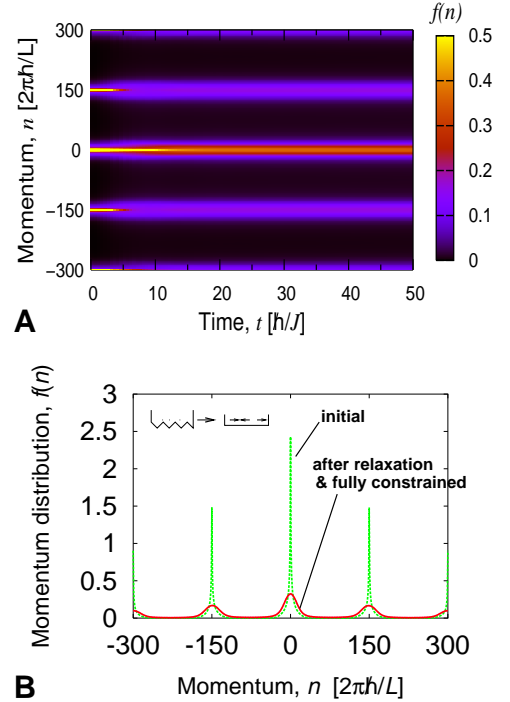 f(n)
Momentum, n [2πħ/L]
300
150
0
−150
−300
0.5
0.4
0.3
0.2
0.1
0
0 10 20 30 40 50
Time, t [ħ/J]
A
Momentum distribution, f(n)
3
2.5
2
1.5
1
0.5
0
initial
after relaxation
& fully constrained
-300 -150 0 150 300
Momentum, n [2πħ/L]
B